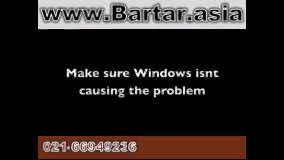 www.Bartar.asia
Make sure Windows isnt
causing the problem
021-66949236